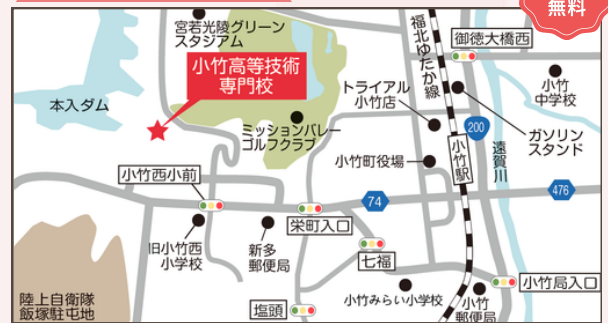 無料
宮若光陵グリーン
スタジアム
小竹高等技術
専門校
本入ダム
ミッションバレー
ゴルフクラブ
福北ゆたか線
御徳大橋西
小竹
中学校
トライアル
小竹店
200
ガソリン
スタンド
遠賀川
小竹駅
小竹町役場
小竹西小前
476
74
栄町入口
旧小竹西
小学校
新多
郵便局
七福
小竹局入口
陸上自衛隊
飯塚駐屯地
塩頭
小竹みらい小学校
小竹
郵便局